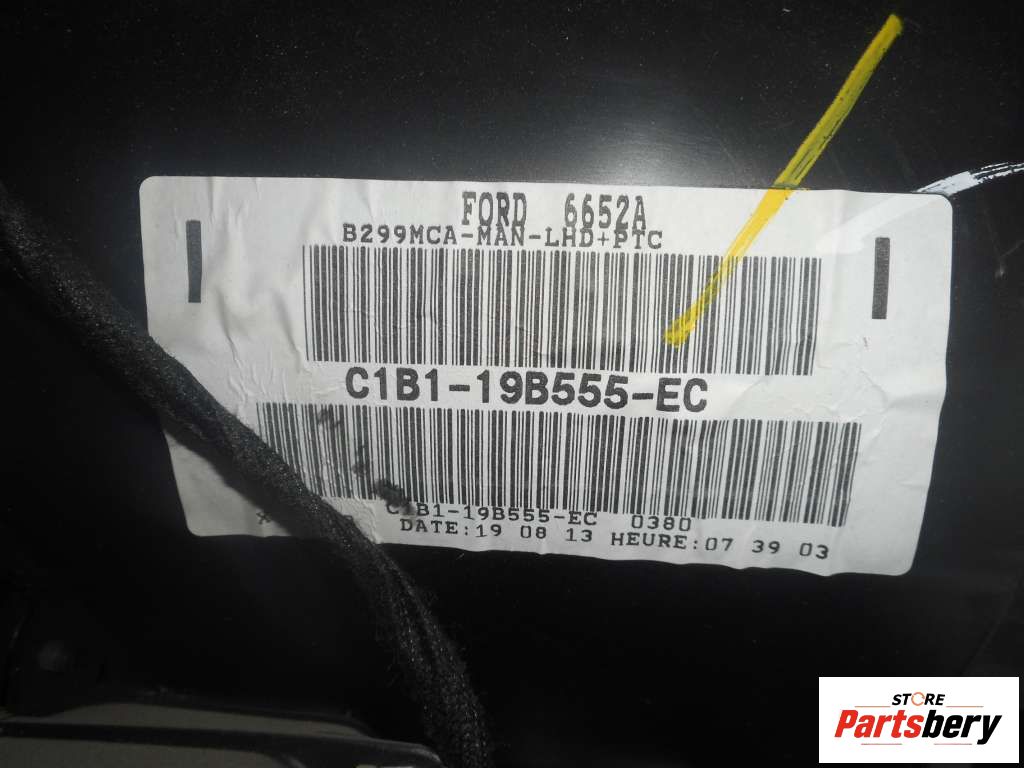 FORD 6652A
B299MCA-MAN-LHD+PTC
C1B1-19B555-EC
C1B1-19B555-EC 0380
DATE:19 08 13 HEURE:07 39 03
STORE
Partsbery